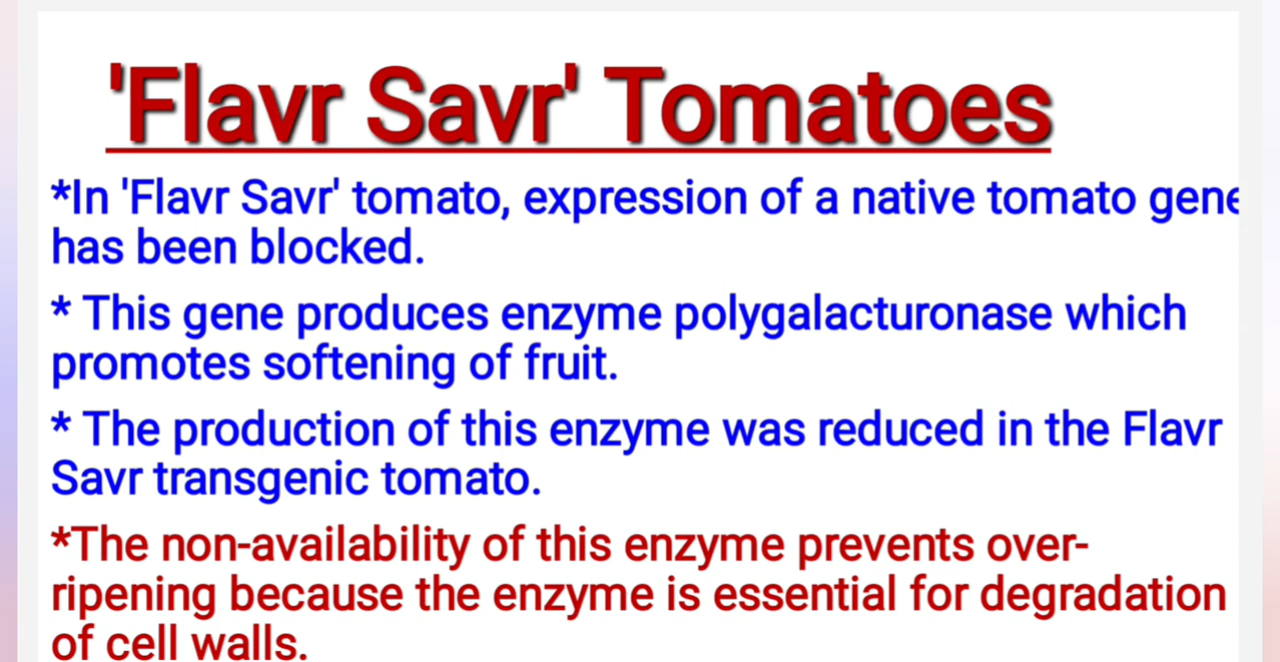 'Flavr Savr' Tomatoes
*In 'Flavr Savr' tomato, expression of a native tomato gene
has been blocked.
* This gene produces enzyme polygalacturonase which
promotes softening of fruit.
* The production of this enzyme was reduced in the Flavr
Savr transgenic tomato.
*The non-availability of this enzyme prevents over-
ripening because the enzyme is essential for degradation
of cell walls.